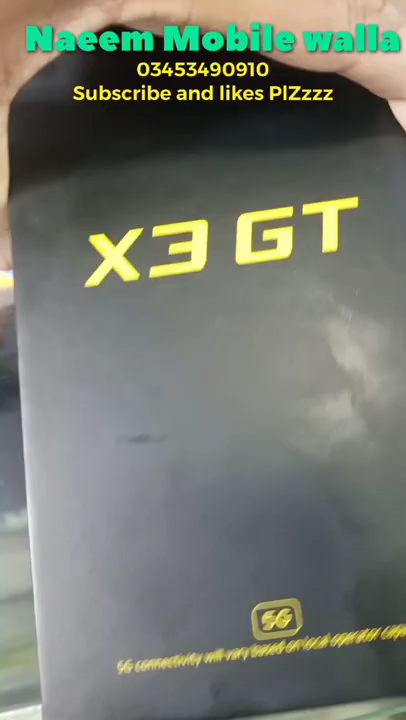 Naeem Mobile walla
03453490910
Subscribe and likes PlZzzz
X3 GT
5G
5G connectivity will vary based on local operator